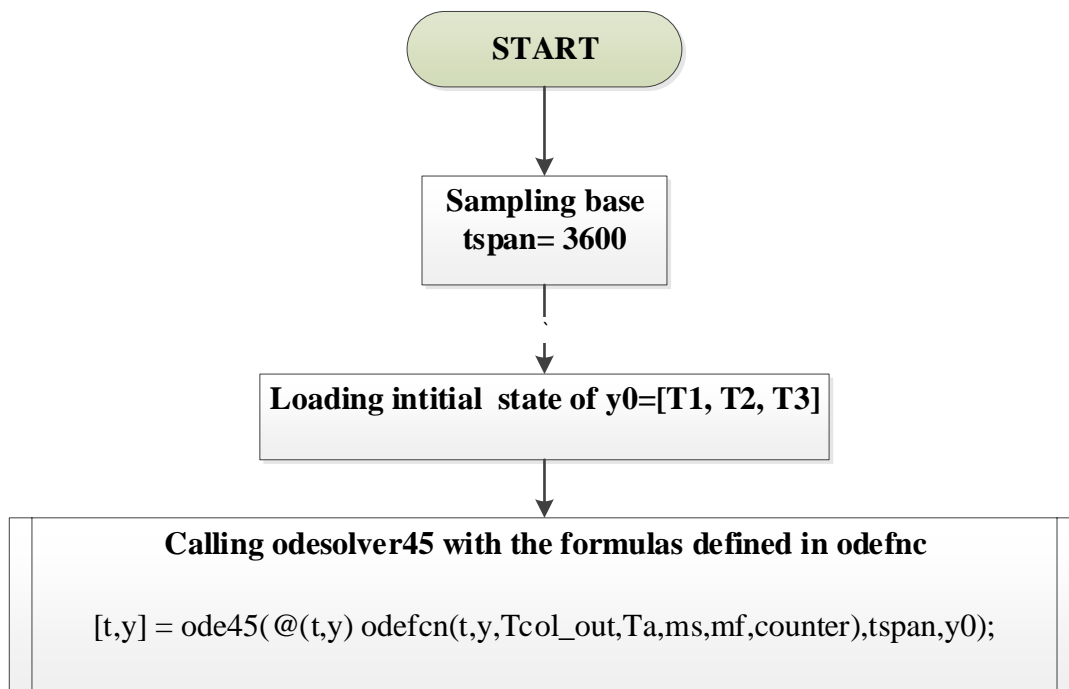 START
Sampling base
tspan= 3600
`
Loading intitial state of y0=[T1, T2, T3]
Calling odesolver45 with the formulas defined in odefnc
[t,y] = ode45(@(t,y) odefcn(t,y,Tcol_out,Ta,ms,mf,counter),tspan,y0);